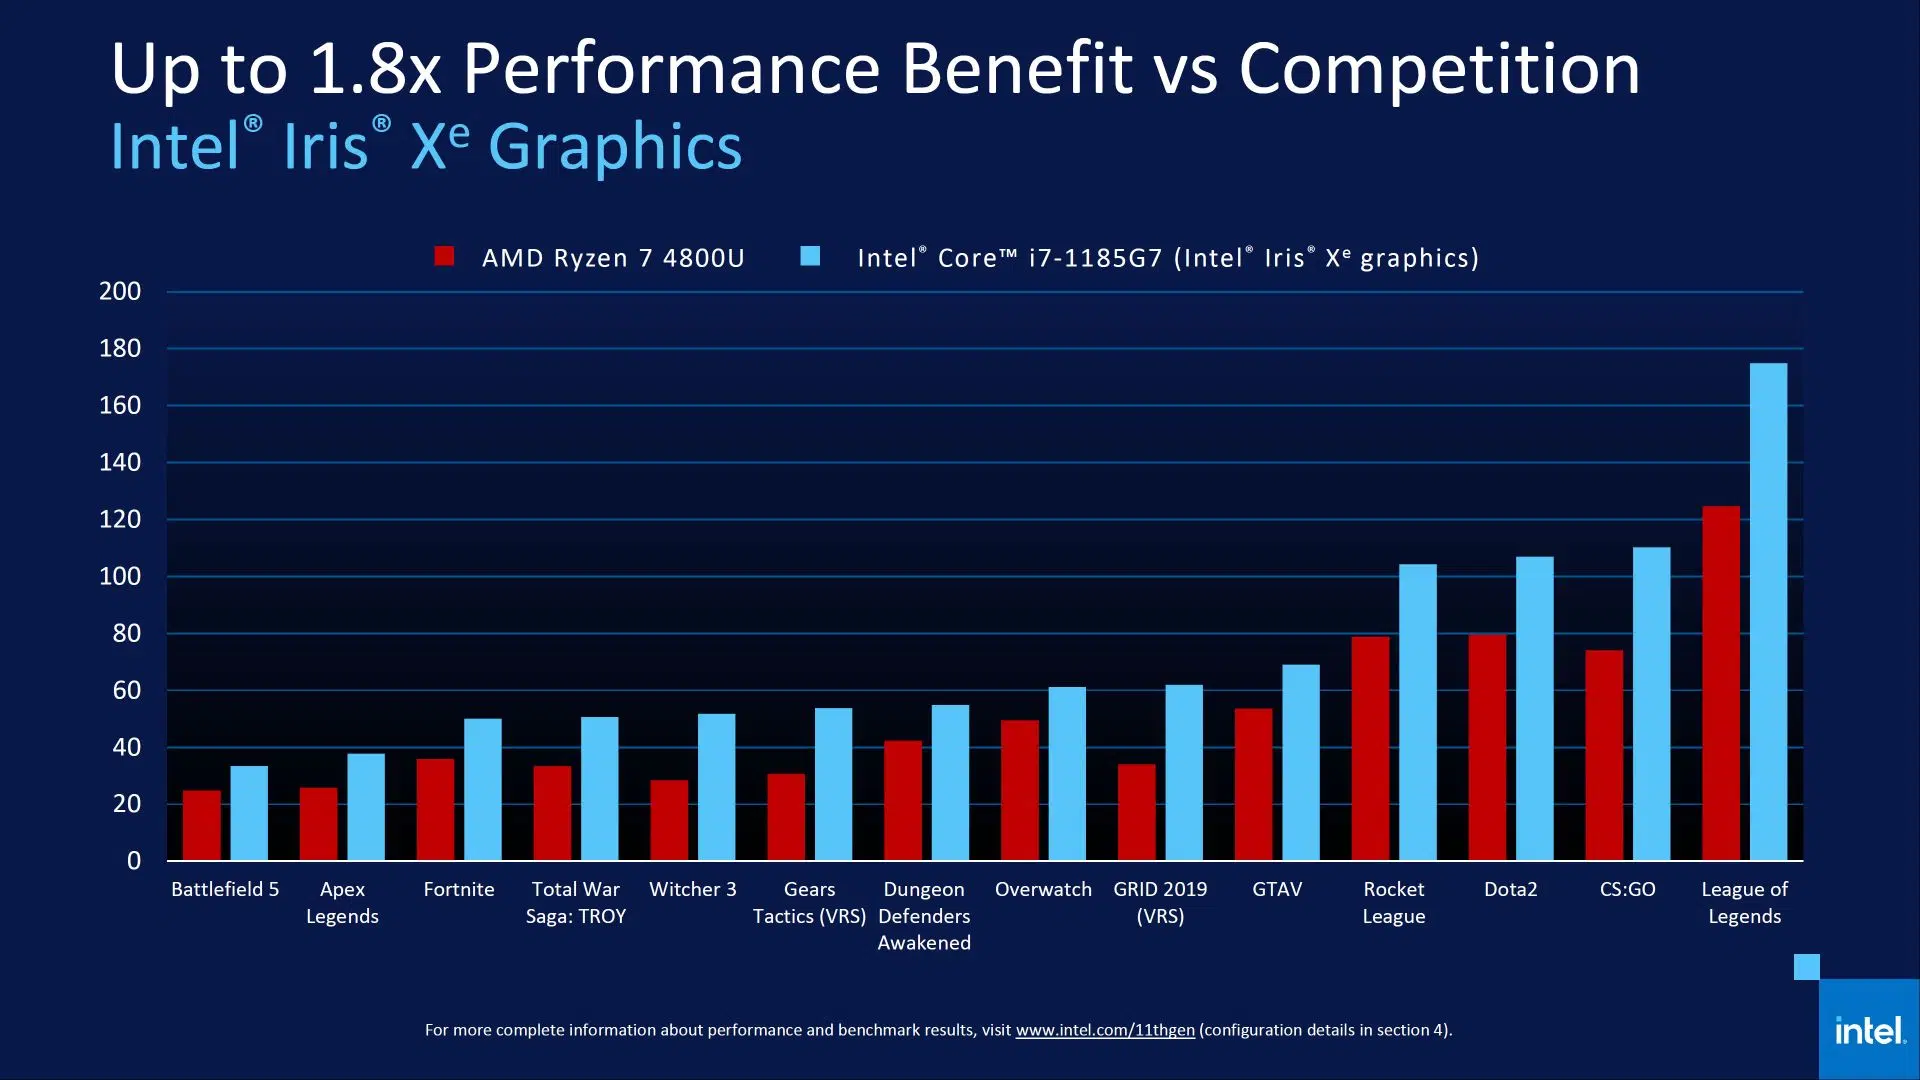 Up to 1.8x Performance Benefit vs Competition
Intel® Iris® Xᵉ Graphics
AMD Ryzen 7 4800U
Intel® Core™ i7-1185G7 (Intel® Iris® Xᵉ graphics)
200
180
160
140
120
100
80
60
40
20
0
Battlefield 5
Apex
Legends
Fortnite
Total War
Saga: TROY
Witcher 3
Gears
Tactics (VRS)
Dungeon
Defenders
Awakened
Overwatch
GRID 2019
(VRS)
GTAV
Rocket
League
Dota2
CS:GO
League of
Legends
For more complete information about performance and benchmark results, visit www.intel.com/11thgen (configuration details in section 4).
intel.